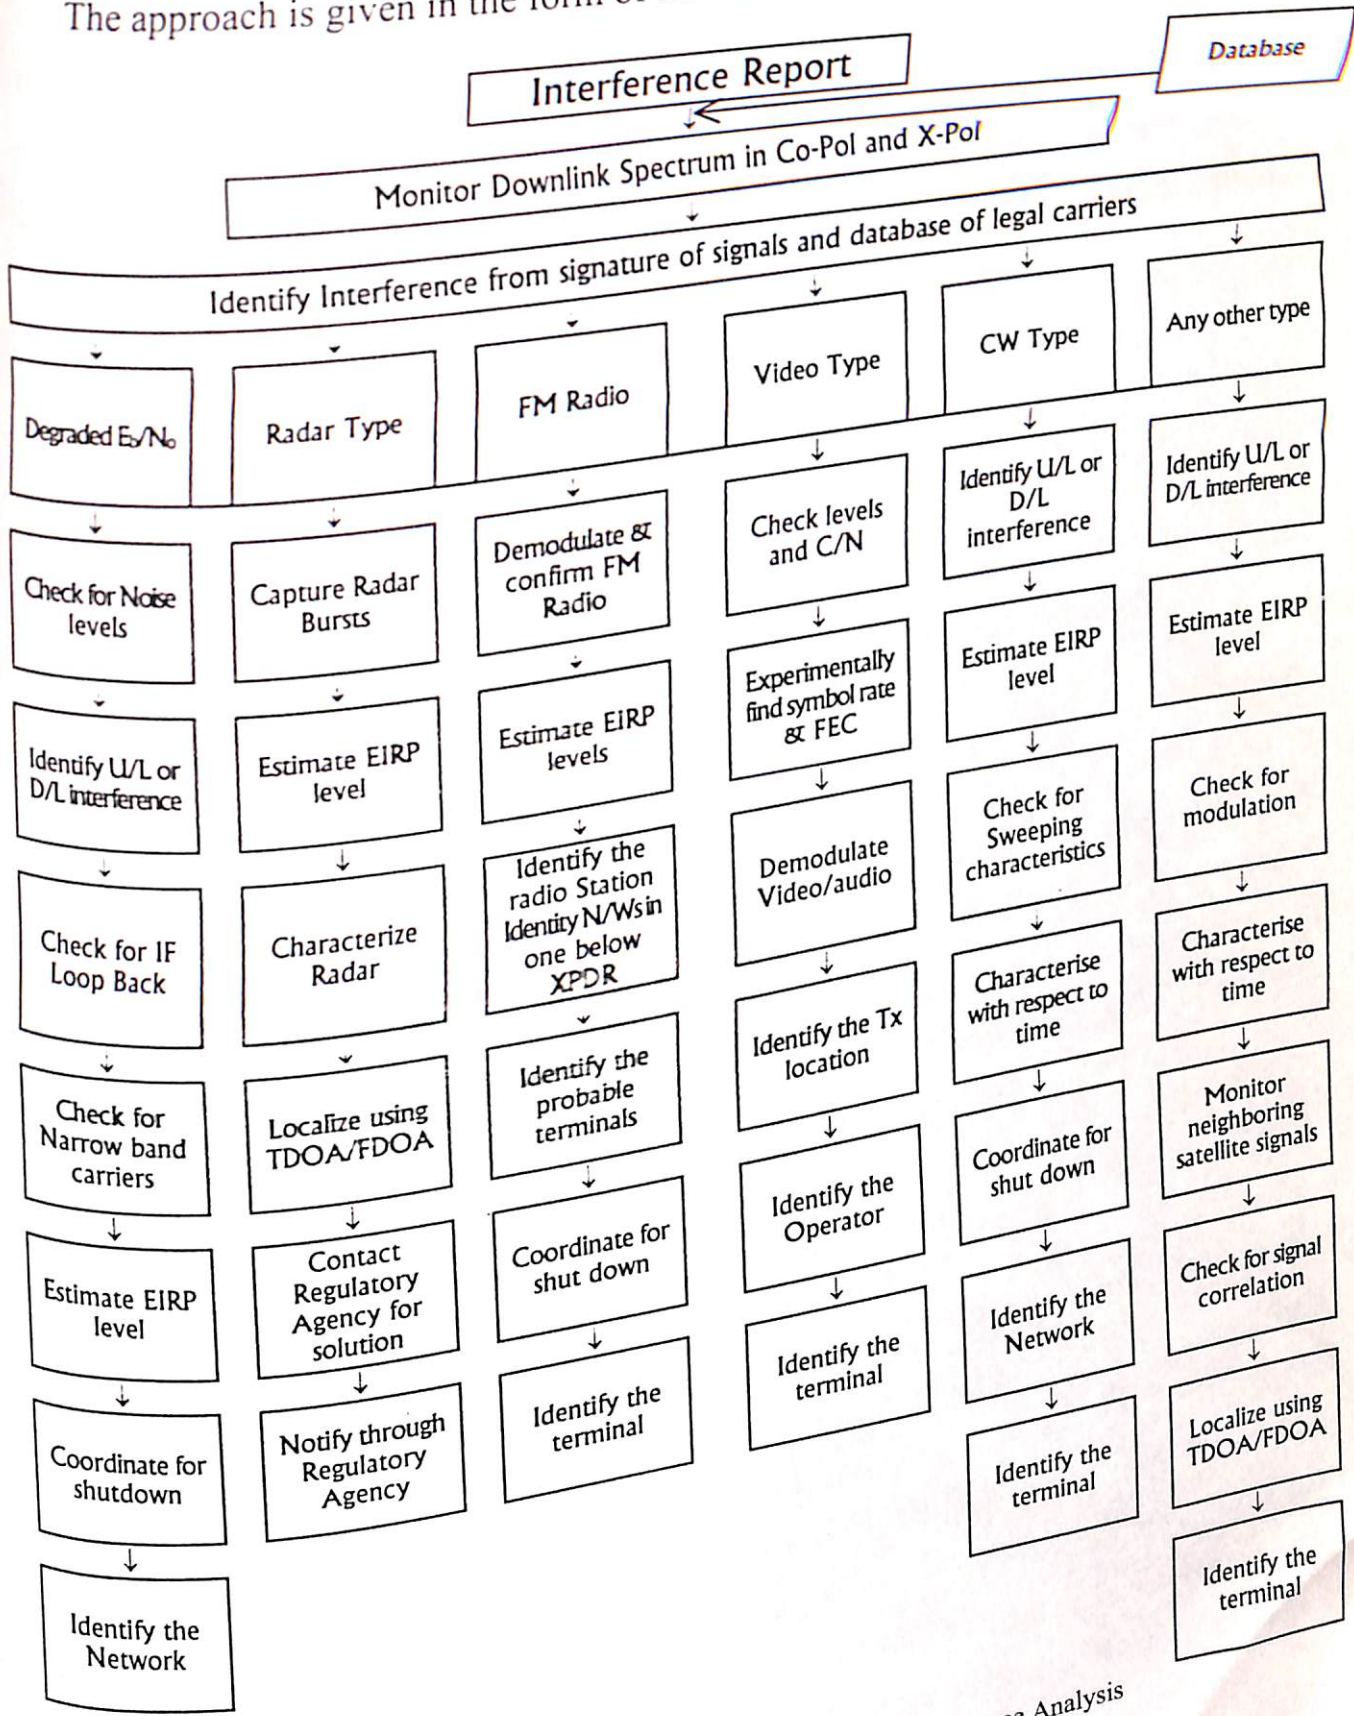 The approach is given in the form of
Database
Interference Report
Monitor Downlink Spectrum in Co-Pol and X-Pol
Identify Interference from signature of signals and database of legal carriers
Degraded Eb/No
Check for Noise
levels
Identify U/L or
D/L interference
Check for IF
Loop Back
Check for
Narrow band
carriers
Estimate EIRP
level
Coordinate for
shutdown
Identify the
Network
Radar Type
Capture Radar
Bursts
Estimate EIRP
level
Characterize
Radar
Localize using
TDOA/FDOA
Contact
Regulatory
Agency for
solution
Notify through
Regulatory
Agency
FM Radio
Demodulate &
confirm FM
Radio
Estimate EIRP
levels
Identify the
radio Station
Identity N/Ws in
one below
XPDR
Identify the
probable
terminals
Coordinate for
shut down
Identify the
terminal
Video Type
Check levels
and C/N
Experimentally
find symbol rate
& FEC
Demodulate
Video/audio
Identify the Tx
location
Identify the
Operator
Identify the
terminal
CW Type
Identify U/L or
D/L
interference
Estimate EIRP
level
Check for
Sweeping
characteristics
Characterise
with respect to
time
Coordinate for
shut down
Identify the
Network
Identify the
terminal
Any other type
Identify U/L or
D/L interference
Estimate EIRP
level
Check for
modulation
Characterise
with respect to
time
Monitor
neighboring
satellite signals
Check for signal
correlation
Localize using
TDOA/FDOA
Identify the
terminal
Analysis